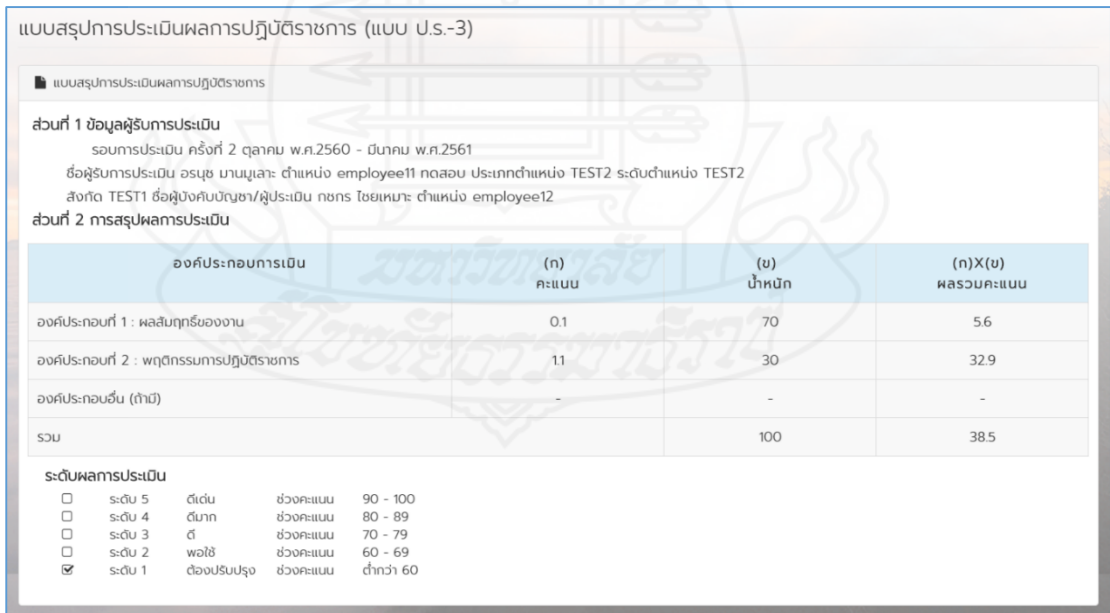 แบบสรุปการประเมินผลการปฏิบัติราชการ (แบบ ป.ร.-3)
แบบสรุปการประเมินผลการปฏิบัติราชการ
ส่วนที่ 1 ข้อมูลผู้รับการประเมิน
รอบการประเมิน ครั้งที่ 2 ตุลาคม พ.ศ.2560 - มีนาคม พ.ศ.2561
ชื่อผู้รับการประเมิน อรนุช มานมูเลาะ ตำแหน่ง employee11 ทดสอบ ประเภทตำแหน่ง TEST2 ระดับตำแหน่ง TEST2
สังกัด TEST1 ชื่อผู้บังคับบัญชา/ผู้ประเมิน กชกร ไชยเหมาะ ตำแหน่ง employee12
ส่วนที่ 2 การสรุปผลการประเมิน
องค์ประกอบการเมิน (ก) (ข) (ก)X(ข)
คะแนน น้ำหนัก ผลรวมคะแนน
องค์ประกอบที่ 1 : ผลสัมฤทธิ์ของงาน 0.1 70 5.6
องค์ประกอบที่ 2 : พฤติกรรมการปฏิบัติราชการ 1.1 30 32.9
องค์ประกอบอื่น (ถ้ามี) - - -
รวม 100 38.5
ระดับผลการประเมิน
ระดับ 5 ดีเด่น ช่วงคะแนน 90 - 100
ระดับ 4 ดีมาก ช่วงคะแนน 80 - 89
ระดับ 3 ดี ช่วงคะแนน 70 - 79
ระดับ 2 พอใช้ ช่วงคะแนน 60 - 69
ระดับ 1 ต้องปรับปรุง ช่วงคะแนน ต่ำกว่า 60
มหาวิทยาลัย
สุโขทัยธรรมาธิราช